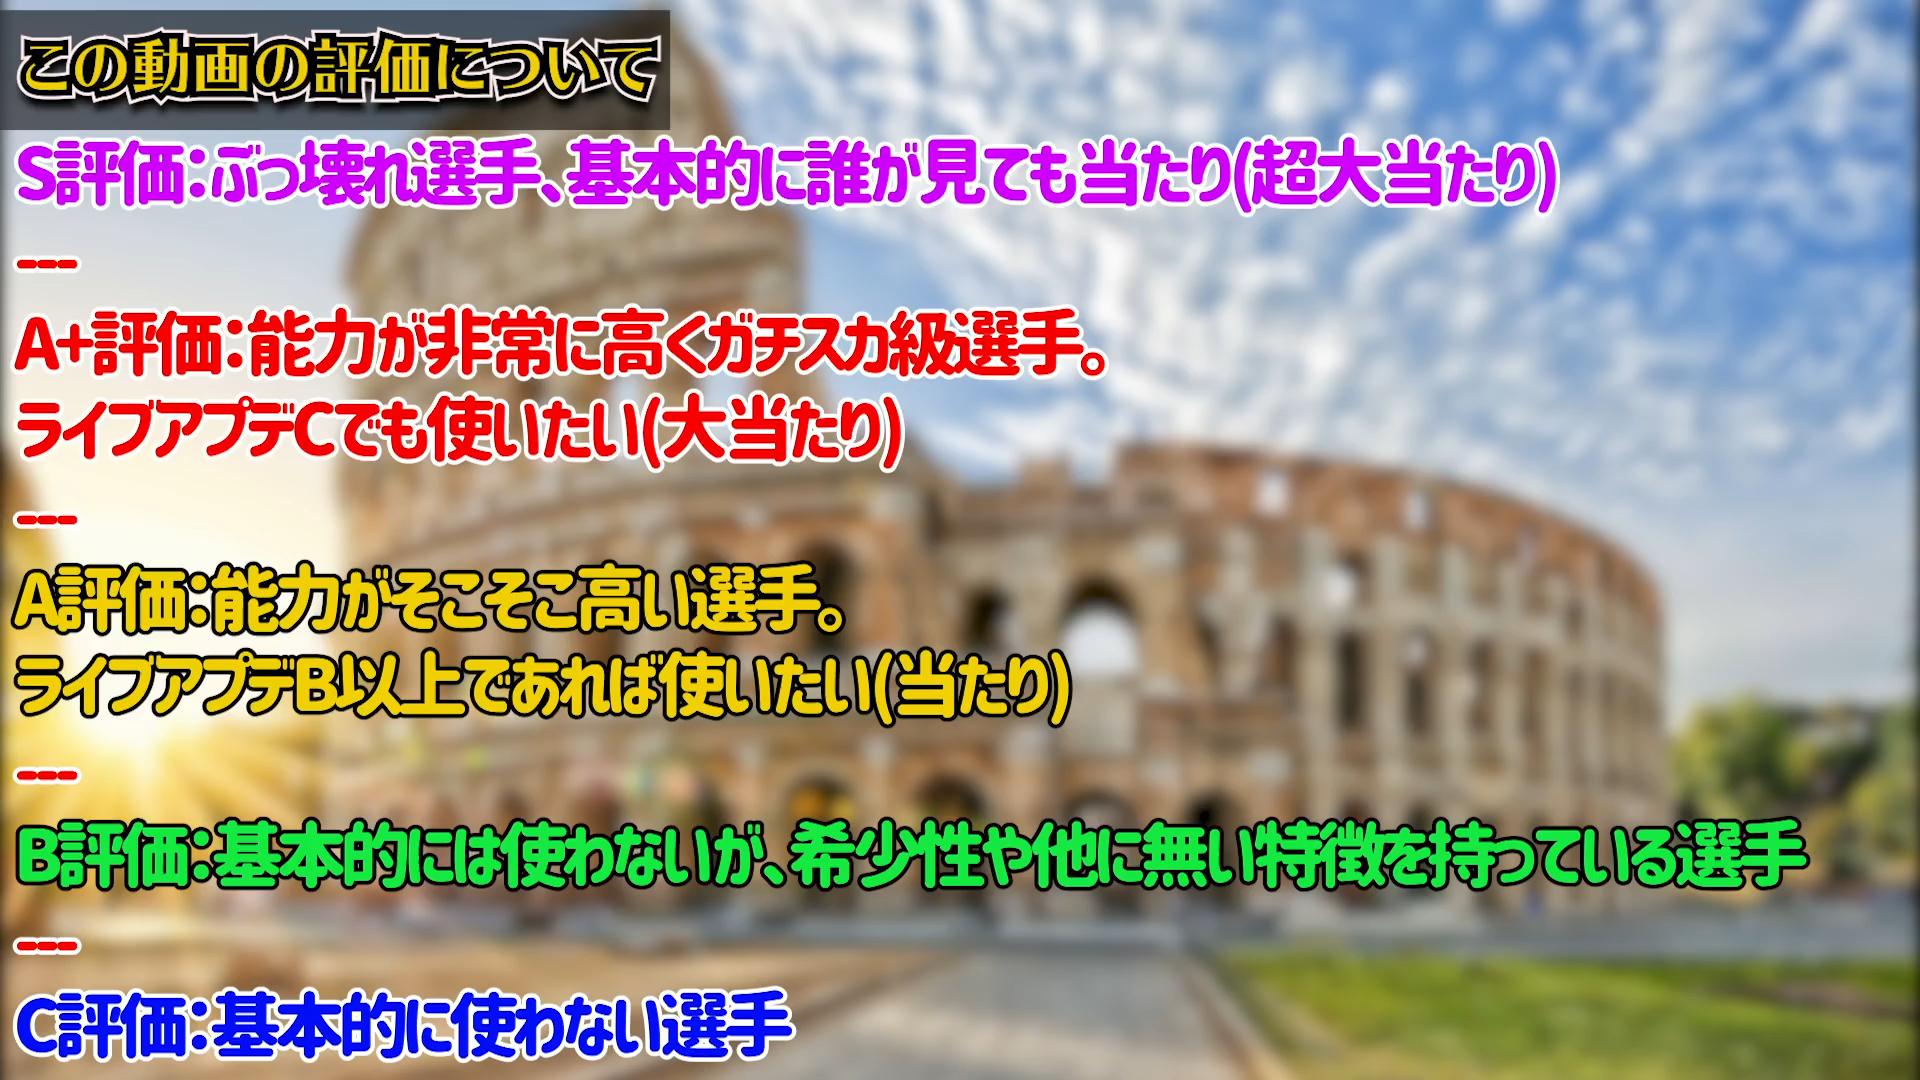 この動画の評価について
S評価:ぶっ壊れ選手、基本的に誰が見ても当たり(超大当たり)
---
A+評価:能力が非常に高くガチスカ級選手。
ライブアプデCでも使いたい(大当たり)
---
A評価:能力がそこそこ高い選手。
ライブアプデB以上であれば使いたい(当たり)
---
B評価:基本的には使わないが、希少性や他に無い特徴を持っている選手
---
C評価:基本的に使わない選手